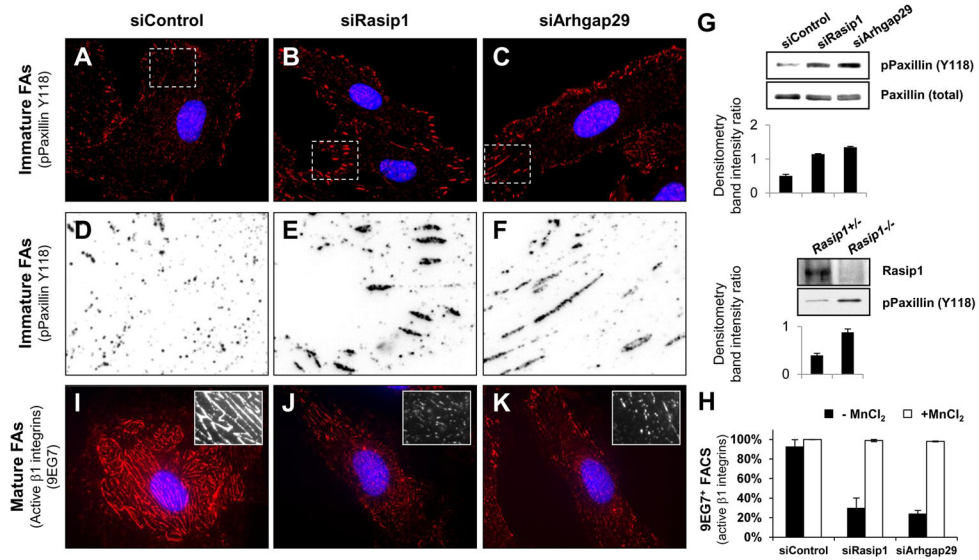 siControl siRasip1 siArhgap29
Immature FAs
(pPaxillin Y118)
A
B
C
Immature FAs
(pPaxillin Y118)
D
E
F
Mature FAs
(Active β1 integrins)
(9EG7)
I
J
K
G
siControl
siRasip1
siArhgap29
pPaxillin (Y118)
Paxillin (total)
Densitometry
band intensity ratio
2
1
0
Rasip1+/-
Rasip1-/-
Rasip1
pPaxillin (Y118)
Densitometry
band intensity ratio
1
0
H
- MnCl2 +MnCl2
9EG7+ FACS
(active β1 integrins)
100%
80%
60%
40%
20%
0%
siControl siRasip1 siArhgap29